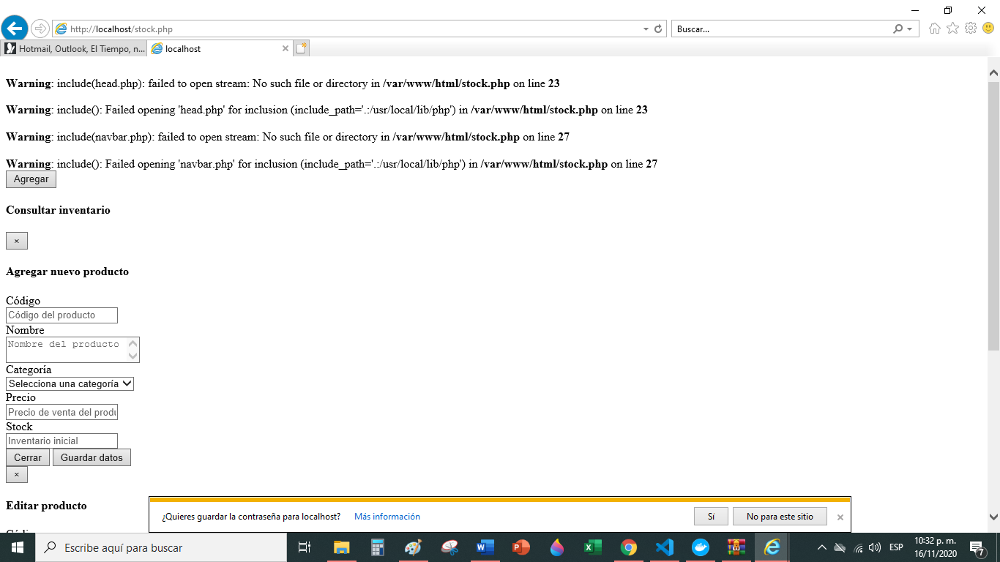 http://localhost/stock.php
Buscar...
Hotmail, Outlook, El Tiempo, n...
localhost
Warning: include(head.php): failed to open stream: No such file or directory in /var/www/html/stock.php on line 23
Warning: include(): Failed opening 'head.php' for inclusion (include_path='.:/usr/local/lib/php') in /var/www/html/stock.php on line 23
Warning: include(navbar.php): failed to open stream: No such file or directory in /var/www/html/stock.php on line 27
Warning: include(): Failed opening 'navbar.php' for inclusion (include_path='.:/usr/local/lib/php') in /var/www/html/stock.php on line 27
Agregar
Consultar inventario
×
Agregar nuevo producto
Código
Código del producto
Nombre
Nombre del producto
Categoría
Selecciona una categoría
Precio
Precio de venta del produ
Stock
Inventario inicial
Cerrar Guardar datos
×
Editar producto
¿Quieres guardar la contraseña para localhost? Más información Sí No para este sitio
Escribe aquí para buscar
ESP
10:32 p. m.
16/11/2020
7